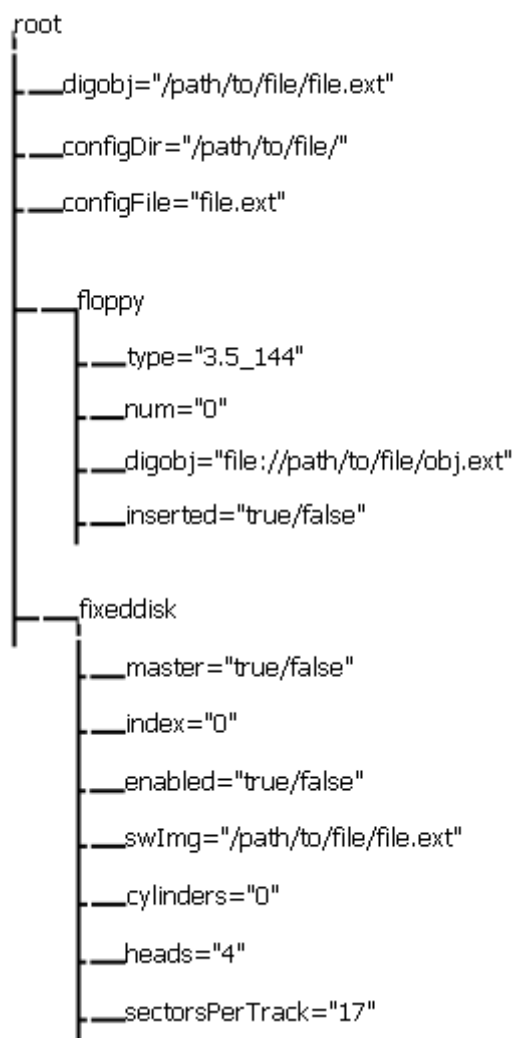 root
digobj="/path/to/file/file.ext"
configDir="/path/to/file/"
configFile="file.ext"
floppy
type="3.5_144"
num="0"
digobj="file://path/to/file/obj.ext"
inserted="true/false"
fixeddisk
master="true/false"
index="0"
enabled="true/false"
swImg="/path/to/file/file.ext"
cylinders="0"
heads="4"
sectorsPerTrack="17"